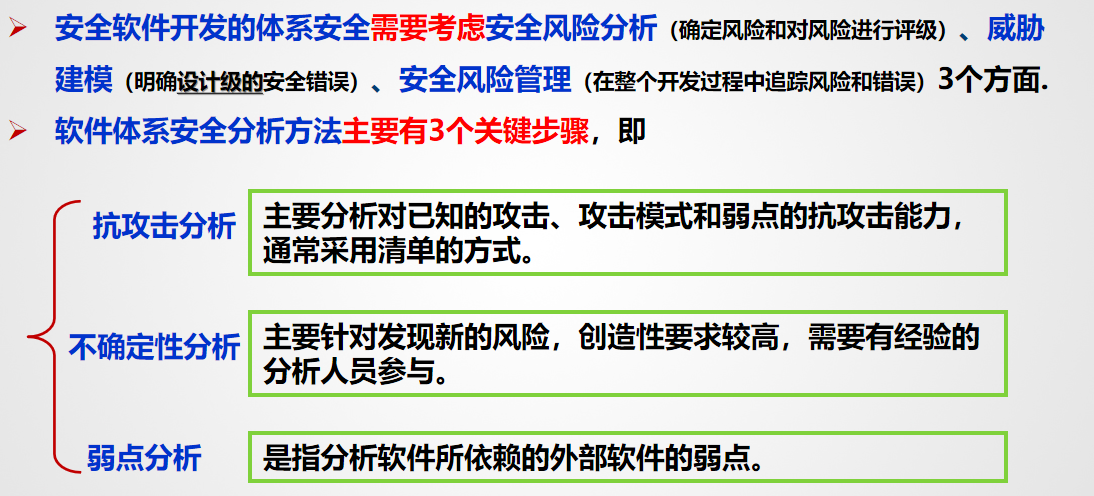 安全软件开发的体系安全需要考虑安全风险分析（确定风险和对风险进行评级）、威胁
建模（明确设计级的安全错误）、安全风险管理（在整个开发过程中追踪风险和错误）3个方面.
软件体系安全分析方法主要有3个关键步骤，即
抗攻击分析
主要分析对已知的攻击、攻击模式和弱点的抗攻击能力，
通常采用清单的方式。
不确定性分析
主要针对发现新的风险，创造性要求较高，需要有经验的
分析人员参与。
弱点分析
是指分析软件所依赖的外部软件的弱点。